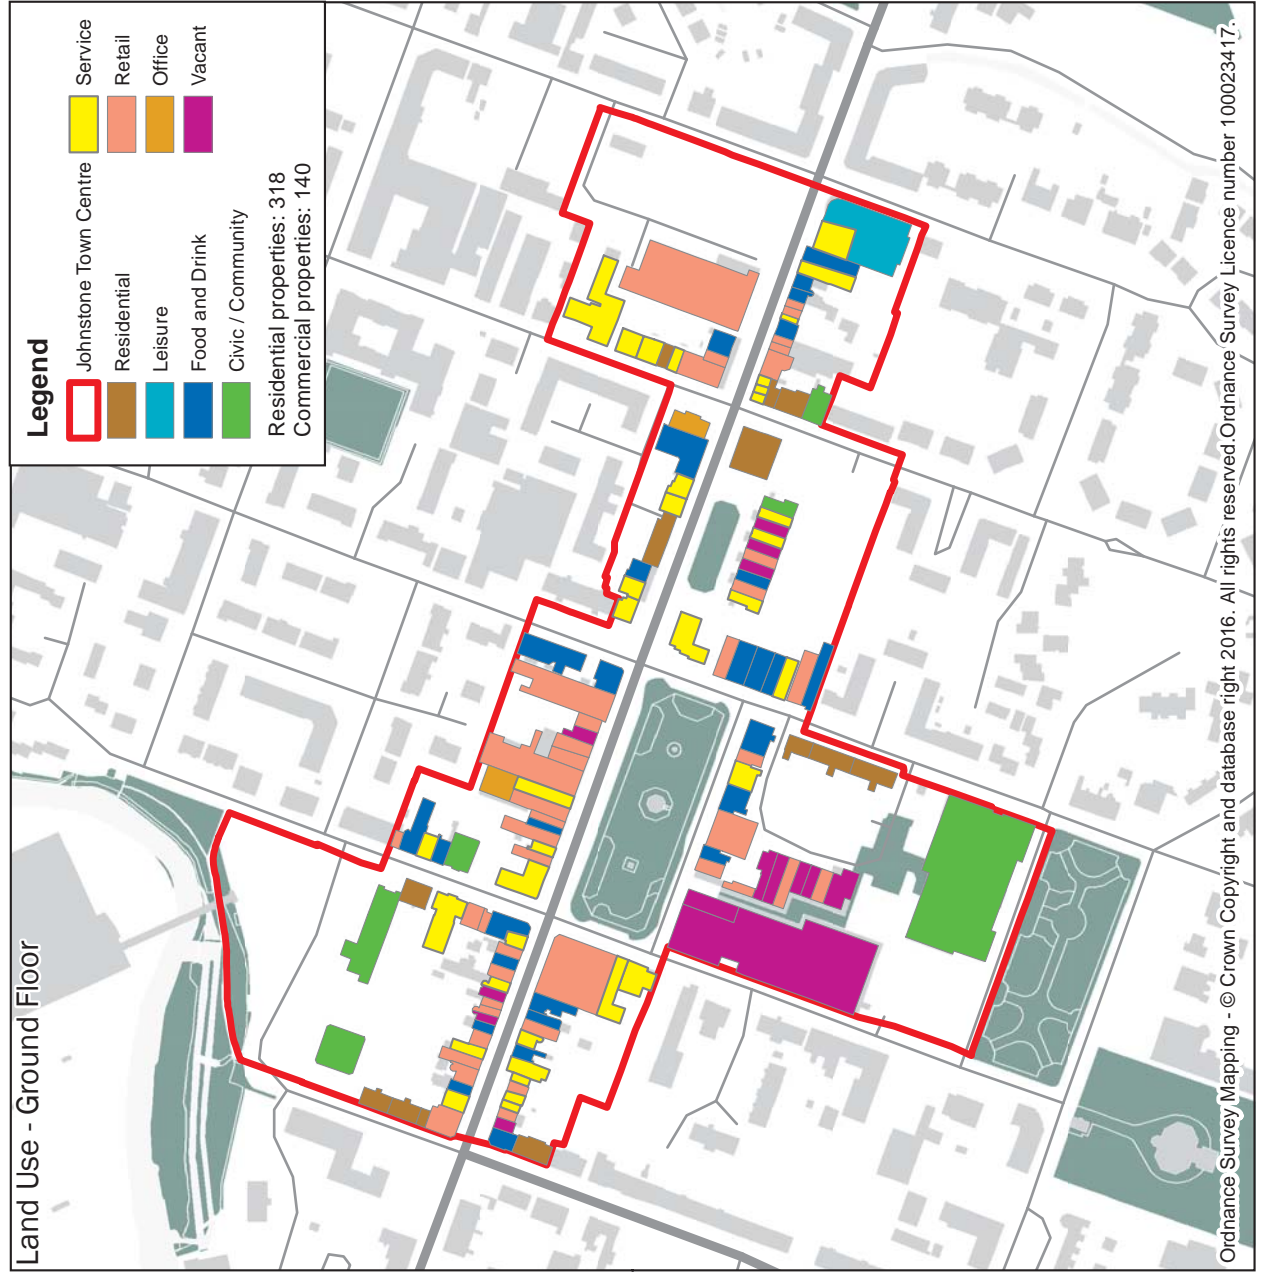 Land Use - Ground Floor
Legend
Johnstone Town Centre
Residential
Leisure
Food and Drink
Civic / Community
Service
Retail
Office
Vacant
Residential properties: 318
Commercial properties: 140
Ordnance Survey Mapping - © Crown Copyright and database right 2016. All rights reserved.Ordnance Survey Licence number 100023417.